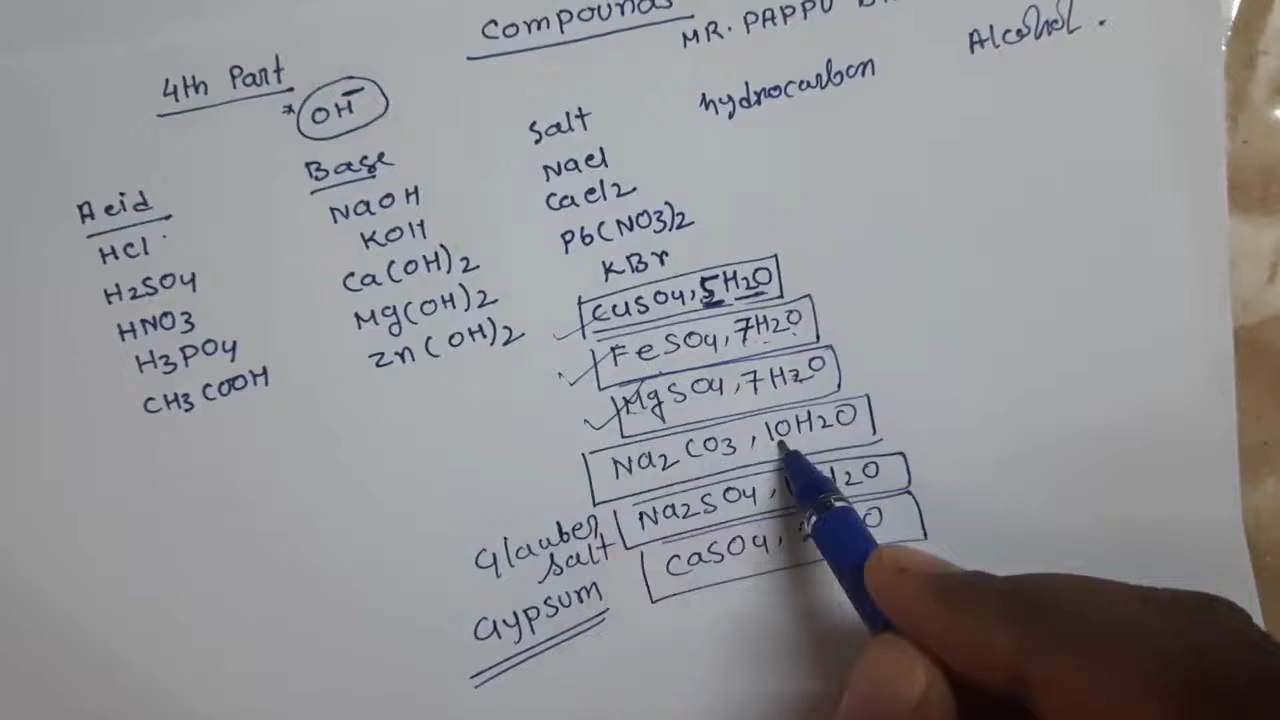 Compounds
MR. PAPPU
4th Part
* OH⁻
Acid
HCl
H2SO4
HNO3
H3PO4
CH3COOH
Base
NaOH
KOH
Ca(OH)2
Mg(OH)2
Zn(OH)2
Salt
NaCl
CaCl2
Pb(NO3)2
KBr
CuSO4, 5H2O
FeSO4, 7H2O
MgSO4, 7H2O
Na2CO3, 10H2O
Glauber salt
Na2SO4, H2O
Gypsum
CaSO4, O
hydrocarbon
Alcohol.